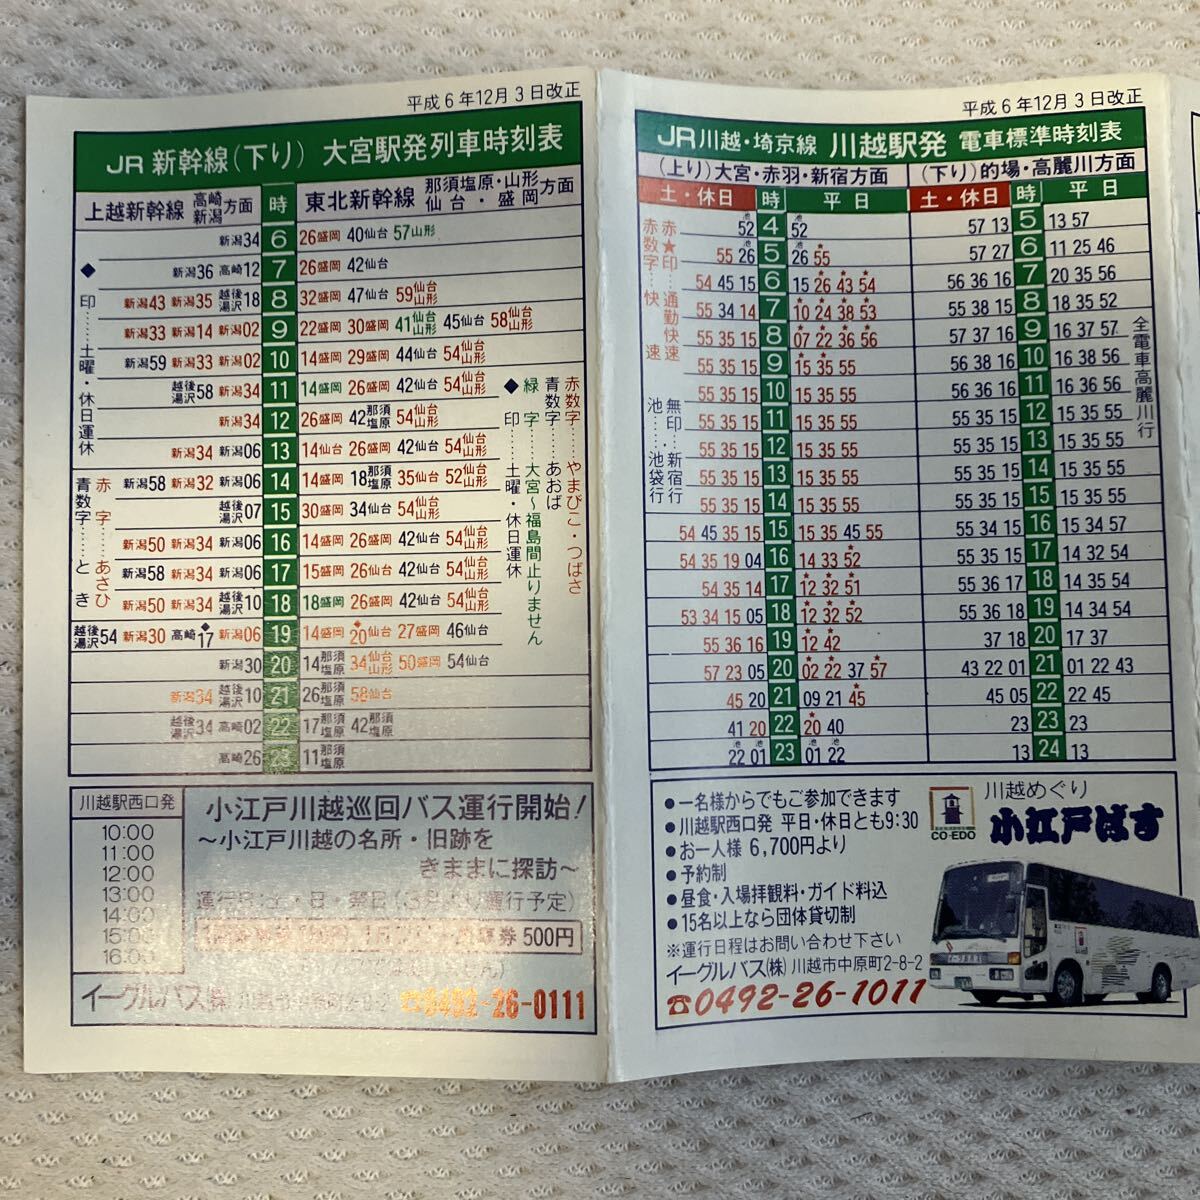 平成6年12月3日改正
JR 新幹線(下り) 大宮駅発列車時刻表
上越新幹線 高崎 新潟 方面 時 東北新幹線 那須塩原・山形 仙台・盛岡 方面
新潟34 6 26盛岡 40仙台 57山形
新潟36 高崎12 7 26盛岡 42仙台
新潟43 新潟35 越後湯沢18 8 32盛岡 47仙台 59仙台山形
新潟33 新潟14 新潟02 9 22盛岡 30盛岡 41仙台山形 45仙台 58仙台山形
新潟59 新潟33 新潟02 10 14盛岡 29盛岡 44仙台 54仙台山形
越後湯沢58 新潟34 11 14盛岡 26盛岡 42仙台 54仙台山形
新潟34 12 26盛岡 42那須塩原 54仙台山形
新潟34 新潟06 13 14仙台 26盛岡 42仙台 54仙台山形
新潟58 新潟32 新潟06 14 14盛岡 18那須塩原 35仙台 52仙台山形
越後湯沢07 15 30盛岡 34仙台 54仙台山形
新潟50 新潟34 新潟06 16 14盛岡 26盛岡 42仙台 54仙台山形
新潟58 新潟34 新潟06 17 15盛岡 26仙台 42仙台 54仙台山形
新潟50 新潟34 越後湯沢10 18 18盛岡 26盛岡 42仙台 54仙台山形
越後湯沢54 新潟30 高崎◆17 新潟06 19 14盛岡 ◆20仙台 27盛岡 46仙台
新潟30 20 14那須塩原 34仙台山形 50盛岡 54仙台
新潟34 越後湯沢10 21 26那須塩原 58仙台
越後湯沢34 高崎02 22 17那須塩原 42那須塩原
高崎26 23 11那須塩原
◆印……土曜・休日運休
赤字……あさひ
青数字……とき
赤数字……やまびこ・つばさ
青数字……あおば
緑字……大宮〜福島間止りません
◆印……土曜・休日運休
川越駅西口発
10:00
11:00
12:00
13:00
14:00
15:00
16:00
小江戸川越巡回バス運行開始!
〜小江戸川越の名所・旧跡を
きままに探訪〜
券 500円
イーグルバス(株)
☎0492-26-0111
平成6年12月3日改正
JR川越・埼京線 川越駅発 電車標準時刻表
(上り)大宮・赤羽・新宿方面 (下り)的場・高麗川方面
土・休日 時 平日 土・休日 時 平日
池52 4 池52 57 13 5 13 57
55 池26 5 池26 ★55 57 27 6 11 25 46
54 45 15 6 15 ★26 ★43 ★54 56 36 16 7 20 35 56
55 34 14 7 ★10 ★24 ★38 ★53 55 38 15 8 18 35 52
55 35 15 8 ★07 ★22 ★36 ★56 57 37 16 9 16 37 57
55 35 15 9 ★15 ★35 55 56 38 16 10 16 38 56
55 35 15 10 15 35 55 56 36 16 11 16 36 56
55 35 15 11 15 35 55 55 35 15 12 15 35 55
55 35 15 12 15 35 55 55 35 15 13 15 35 55
55 35 15 13 15 35 55 55 35 15 14 15 35 55
55 35 15 14 15 35 55 55 35 15 15 15 35 55
54 45 35 15 15 15 35 45 55 55 34 15 16 15 34 57
54 35 19 04 16 14 33 ★52 55 35 15 17 14 32 54
54 35 14 17 ★12 ★32 ★51 55 36 18 18 14 35 54
53 34 15 05 18 ★12 ★32 ★52 55 36 18 19 14 34 54
55 36 16 19 ★12 ★42 37 18 20 17 37
57 23 05 20 ★02 ★22 37 ★57 43 22 01 21 01 22 43
45 20 21 09 21 ★45 45 05 22 22 45
41 20 22 ★20 40 23 23 23
池22 01 23 池01 22 13 24 13
赤★印…通勤快速
赤数字…快速
無印…新宿行
池…池袋行
全電車高麗川行
●一名様からでもご参加できます
●川越駅西口発 平日・休日とも9:30
●お一人様 6,700円より
●予約制
●昼食・入場拝観料・ガイド料込
●15名以上なら団体貸切制
※運行日程はお問い合わせ下さい
イーグルバス(株) 川越市中原町2-8-2
☎0492-26-1011
CO-EDO
川越めぐり
小江戸ばす